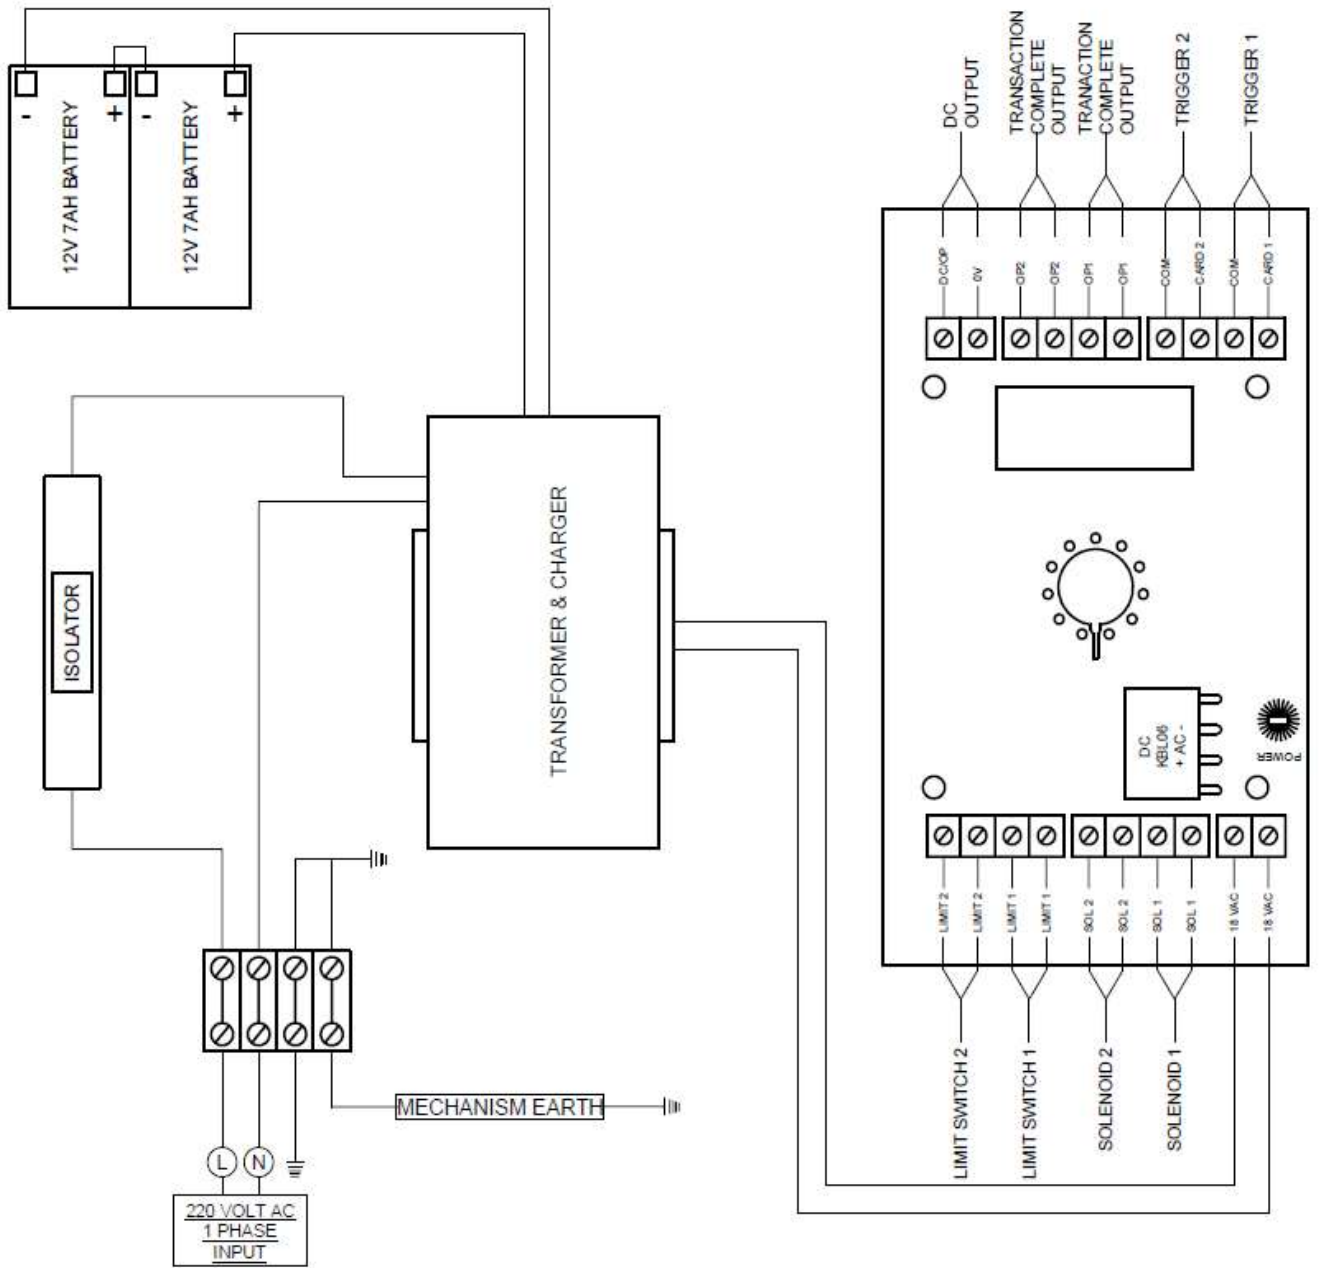 -
+
-
+
12V 7AH BATTERY
12V 7AH BATTERY
DC
OUTPUT
TRANSACTION
COMPLETE
OUTPUT
TRANACTION
COMPLETE
OUTPUT
TRIGGER 2
TRIGGER 1
DC/OP
0V
OP2
OP2
OP1
OP1
COM
CARD 2
COM
CARD 1
ISOLATOR
TRANSFORMER & CHARGER
DC
KBL06
+ AC -
POWER
LIMIT 2
LIMIT 2
LIMIT 1
LIMIT 1
SOL 2
SOL 2
SOL 1
SOL 1
18 VAC
18 VAC
LIMIT SWITCH 2
LIMIT SWITCH 1
SOLENOID 2
SOLENOID 1
MECHANISM EARTH
L
N
220 VOLT AC
1 PHASE
INPUT